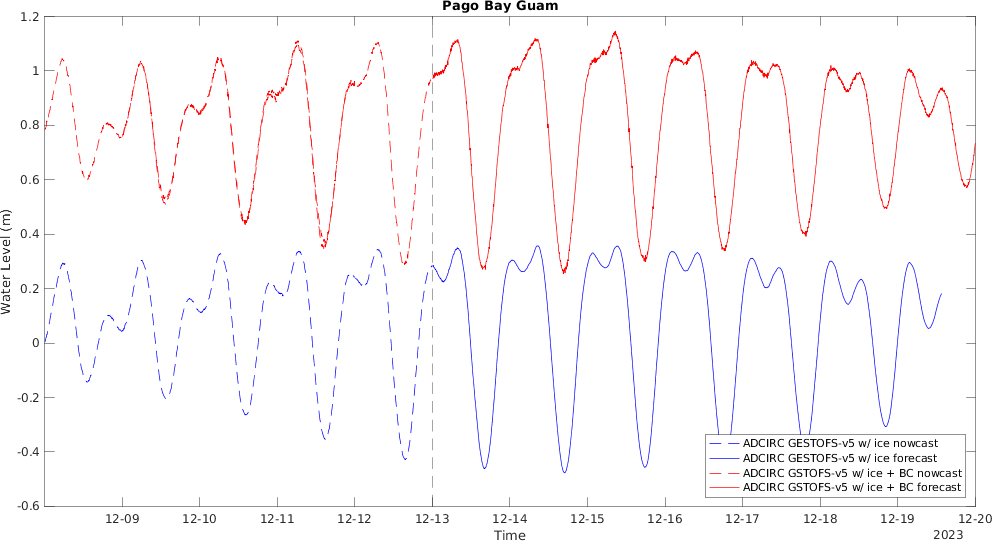 Pago Bay Guam
1.2
1
0.8
0.6
0.4
0.2
0
-0.2
-0.4
-0.6
Water Level (m)
ADCIRC GESTOFS-v5 w/ ice nowcast
ADCIRC GESTOFS-v5 w/ ice forecast
ADCIRC GSTOFS-v5 w/ ice + BC nowcast
ADCIRC GSTOFS-v5 w/ ice + BC forecast
12-09 12-10 12-11 12-12 12-13 12-14 12-15 12-16 12-17 12-18 12-19 12-20
Time
2023